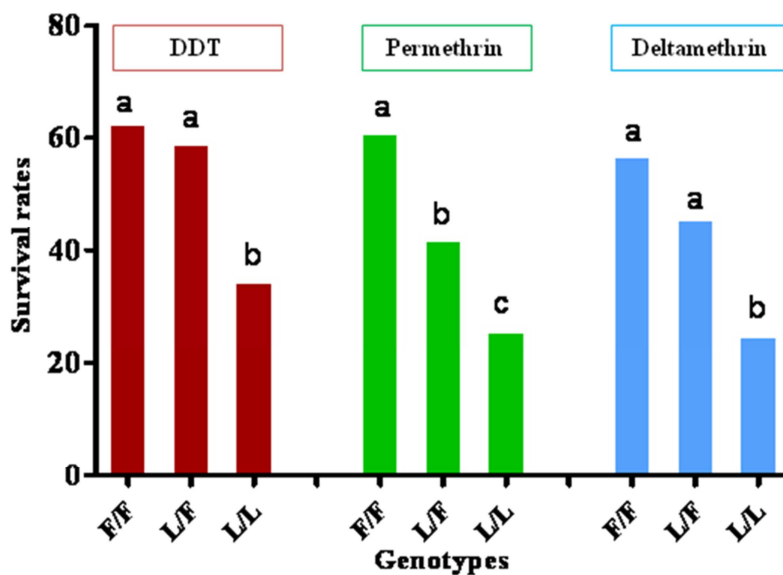 80
DDT
Permethrin
Deltamethrin
a
a
b
a
b
c
a
a
b
60
40
20
0
Survival rates
F/F
L/F
L/L
F/F
L/F
L/L
F/F
L/F
L/L
Genotypes